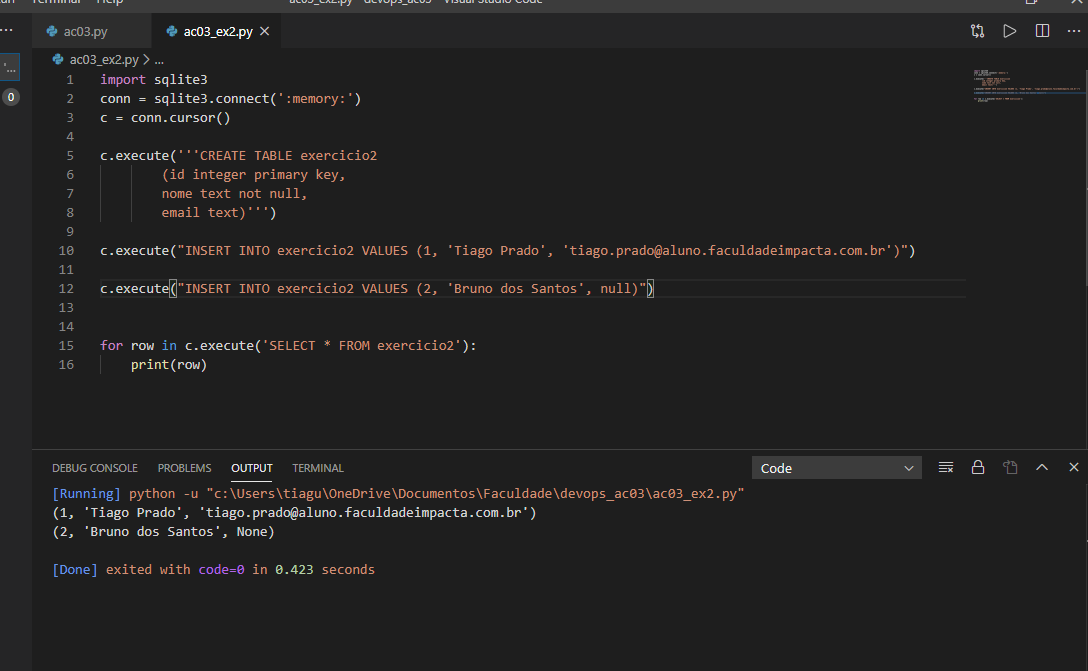 Terminal Help ac03_ex2.py - devops_ac03 - Visual Studio Code
ac03.py ac03_ex2.py
ac03_ex2.py > ...
0
1 import sqlite3
2 conn = sqlite3.connect(':memory:')
3 c = conn.cursor()
4
5 c.execute('''CREATE TABLE exercicio2
6 (id integer primary key,
7 nome text not null,
8 email text)''')
9
10 c.execute("INSERT INTO exercicio2 VALUES (1, 'Tiago Prado', 'tiago.prado@aluno.faculdadeimpacta.com.br')")
11
12 c.execute("INSERT INTO exercicio2 VALUES (2, 'Bruno dos Santos', null)")
13
14
15 for row in c.execute('SELECT * FROM exercicio2'):
16 print(row)
DEBUG CONSOLE PROBLEMS OUTPUT TERMINAL Code
[Running] python -u "c:\Users\tiagu\OneDrive\Documentos\Faculdade\devops_ac03\ac03_ex2.py"
(1, 'Tiago Prado', 'tiago.prado@aluno.faculdadeimpacta.com.br')
(2, 'Bruno dos Santos', None)
[Done] exited with code=0 in 0.423 seconds